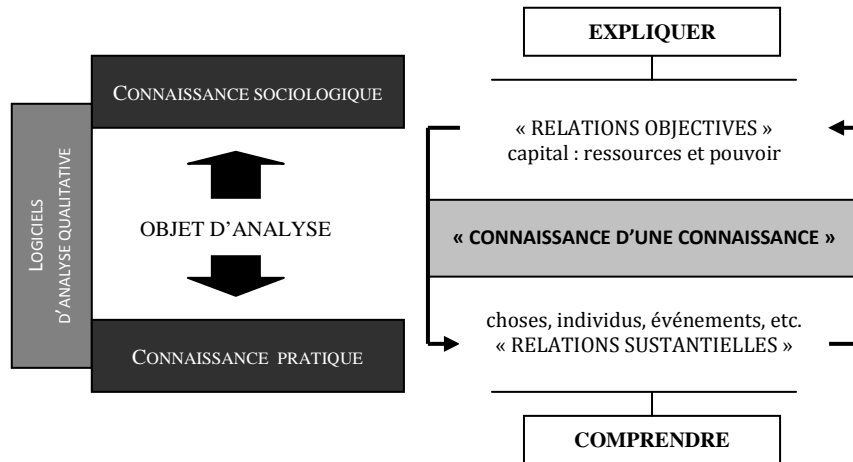 EXPLIQUER
CONNAISSANCE SOCIOLOGIQUE
« RELATIONS OBJECTIVES »
capital : ressources et pouvoir
LOGICIELS
D'ANALYSE QUALITATIVE
OBJET D'ANALYSE
« CONNAISSANCE D'UNE CONNAISSANCE »
choses, individus, événements, etc.
« RELATIONS SUSTANTIELLES »
CONNAISSANCE PRATIQUE
COMPRENDRE